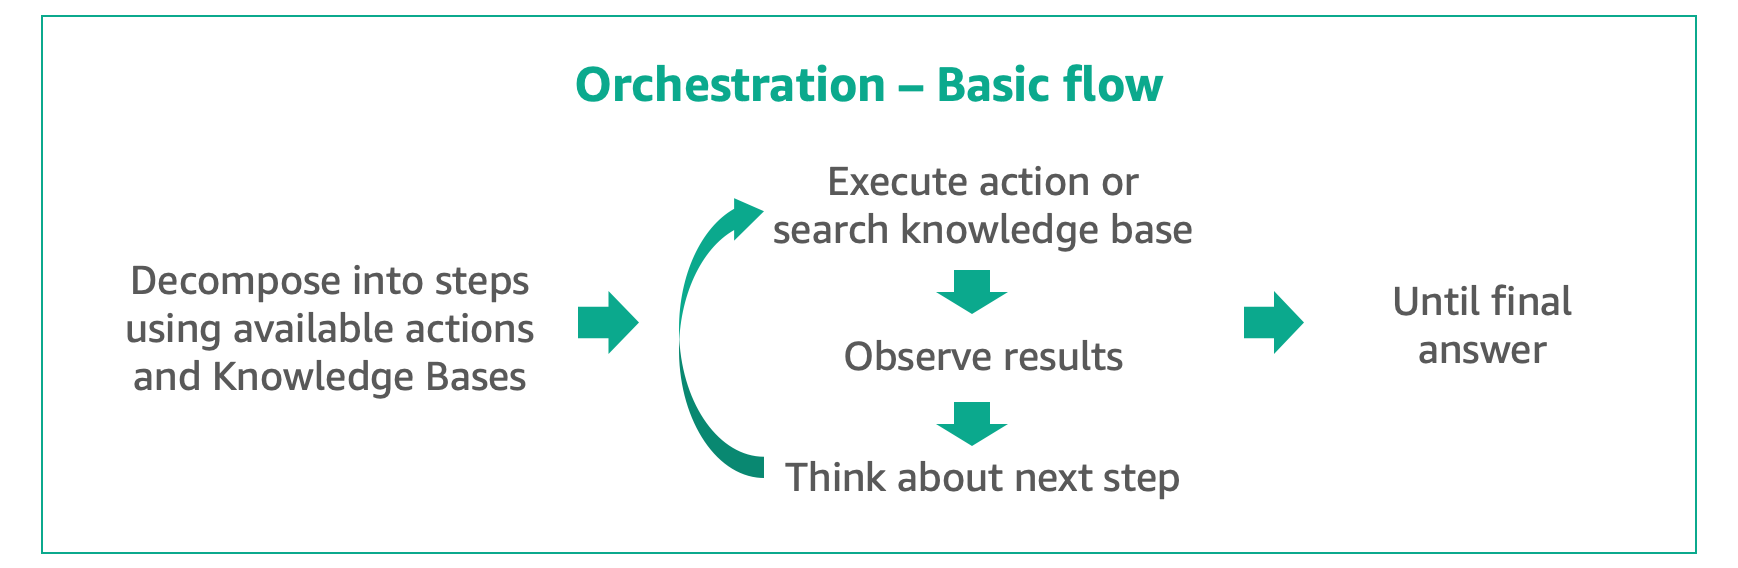 Orchestration – Basic flow
Decompose into steps
using available actions
and Knowledge Bases
Execute action or
search knowledge base
Observe results
Think about next step
Until final
answer